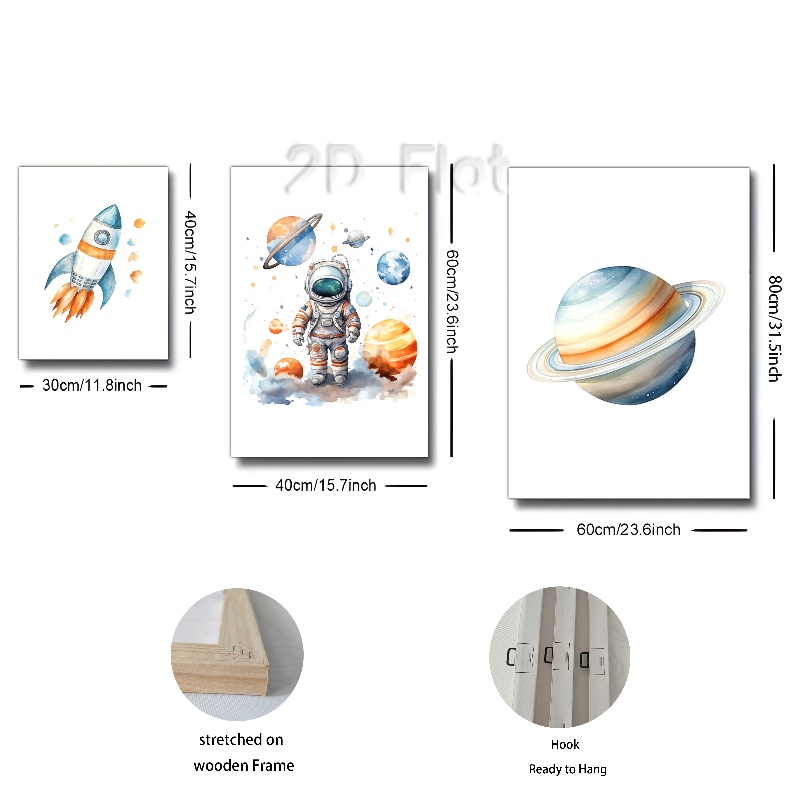 2D Flat
40cm/15.7inch
30cm/11.8inch
60cm/23.6inch
40cm/15.7inch
80cm/31.5inch
60cm/23.6inch
stretched on
wooden Frame
Hook
Ready to Hang